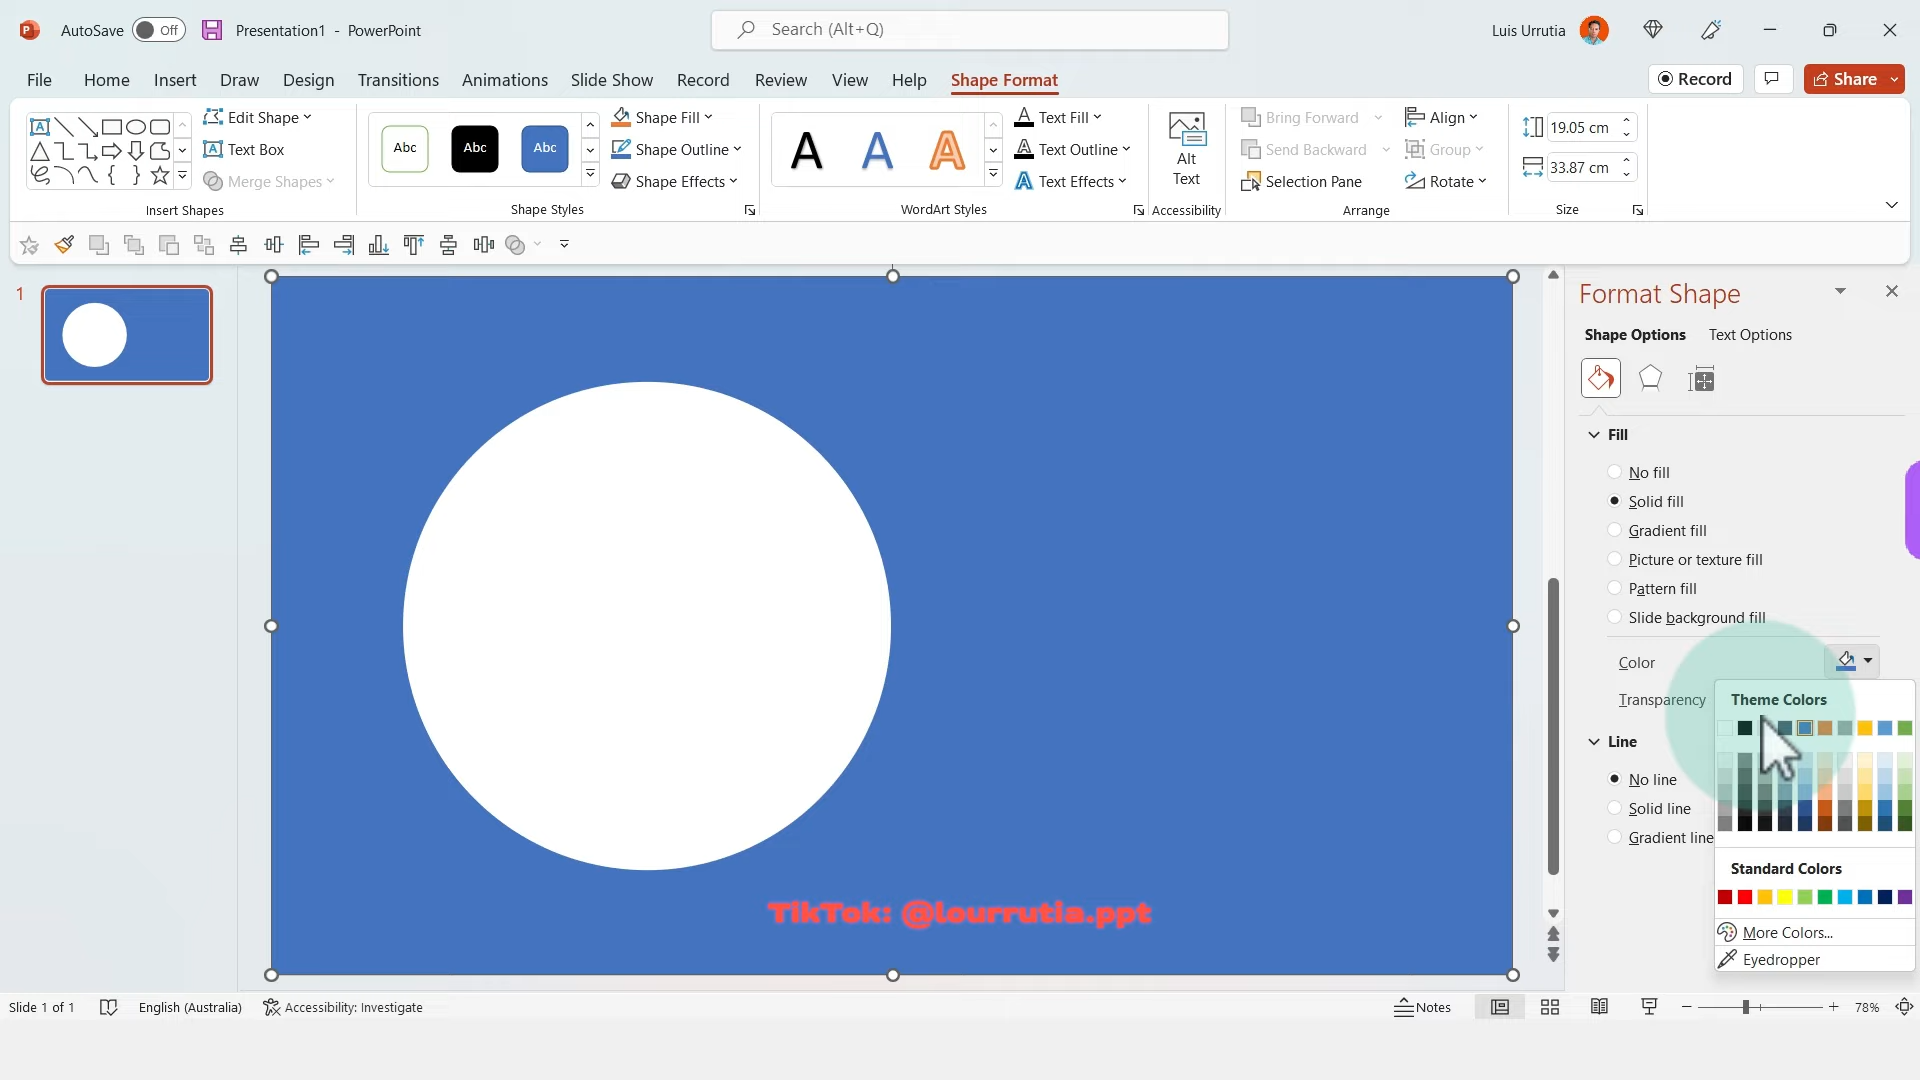 AutoSave Off Presentation1 - PowerPoint Search (Alt+Q) Luis Urrutia
File Home Insert Draw Design Transitions Animations Slide Show Record Review View Help Shape Format Record Share
Edit Shape
Text Box
Merge Shapes
Insert Shapes
Abc Abc Abc
Shape Fill
Shape Outline
Shape Effects
Shape Styles
A A A
Text Fill
Text Outline
Text Effects
WordArt Styles
Alt
Text
Accessibility
Bring Forward
Send Backward
Selection Pane
Align
Group
Rotate
Arrange
19.05 cm
33.87 cm
Size
1
TikTok: @lourrutia.ppt
Format Shape
Shape Options Text Options
Fill
No fill
Solid fill
Gradient fill
Picture or texture fill
Pattern fill
Slide background fill
Color
Transparency
Line
No line
Solid line
Gradient line
Theme Colors
Standard Colors
More Colors...
Eyedropper
Slide 1 of 1 English (Australia) Accessibility: Investigate Notes 78%